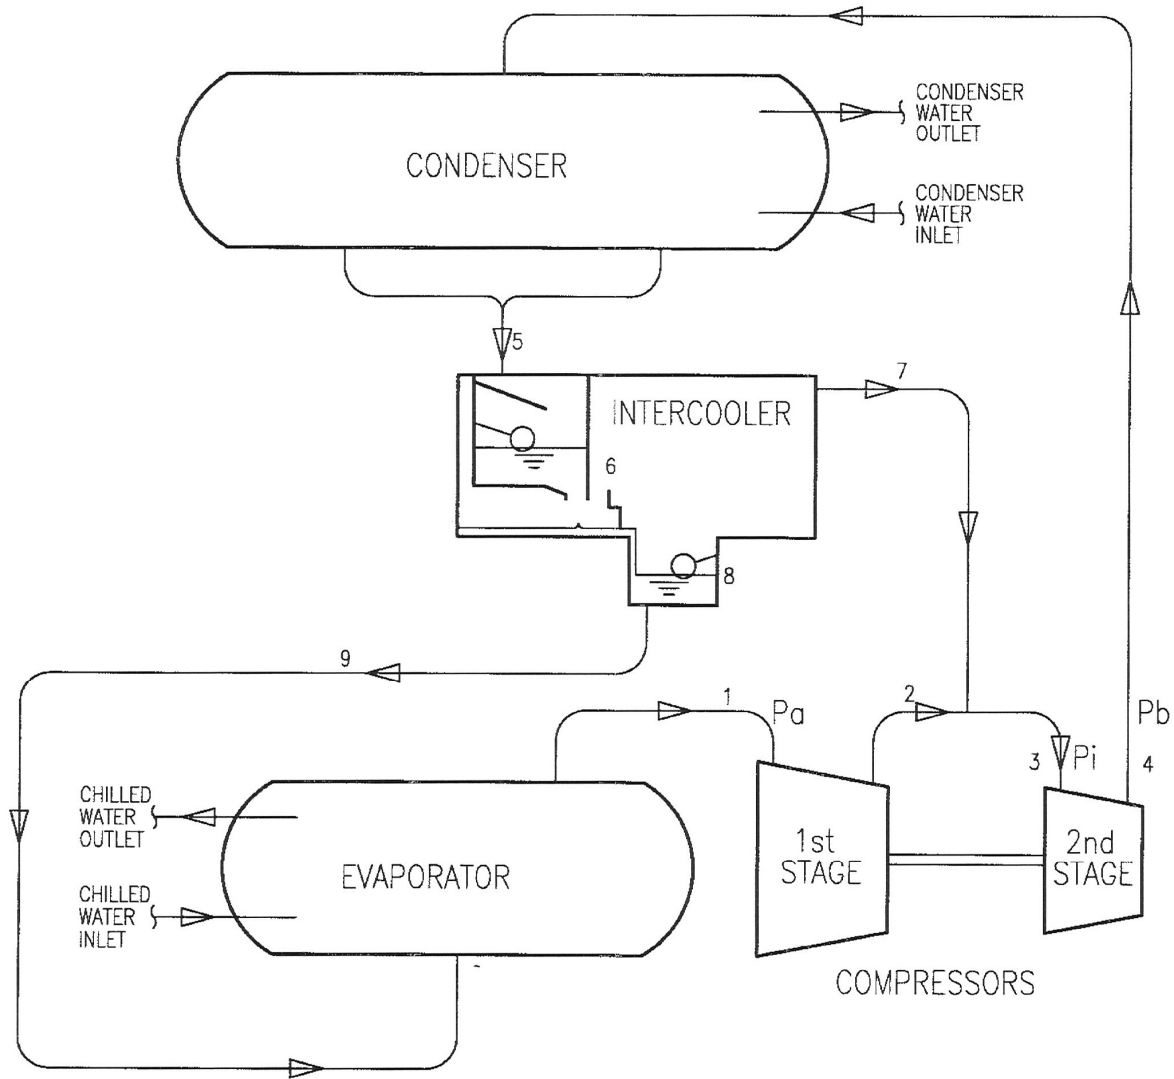 CONDENSER
WATER
OUTLET
CONDENSER
CONDENSER
WATER
INLET
5
7
INTERCOOLER
6
8
9
1
Pa
2
Pb
3
Pi
4
CHILLED
WATER
OUTLET
1st
STAGE
2nd
STAGE
EVAPORATOR
CHILLED
WATER
INLET
COMPRESSORS